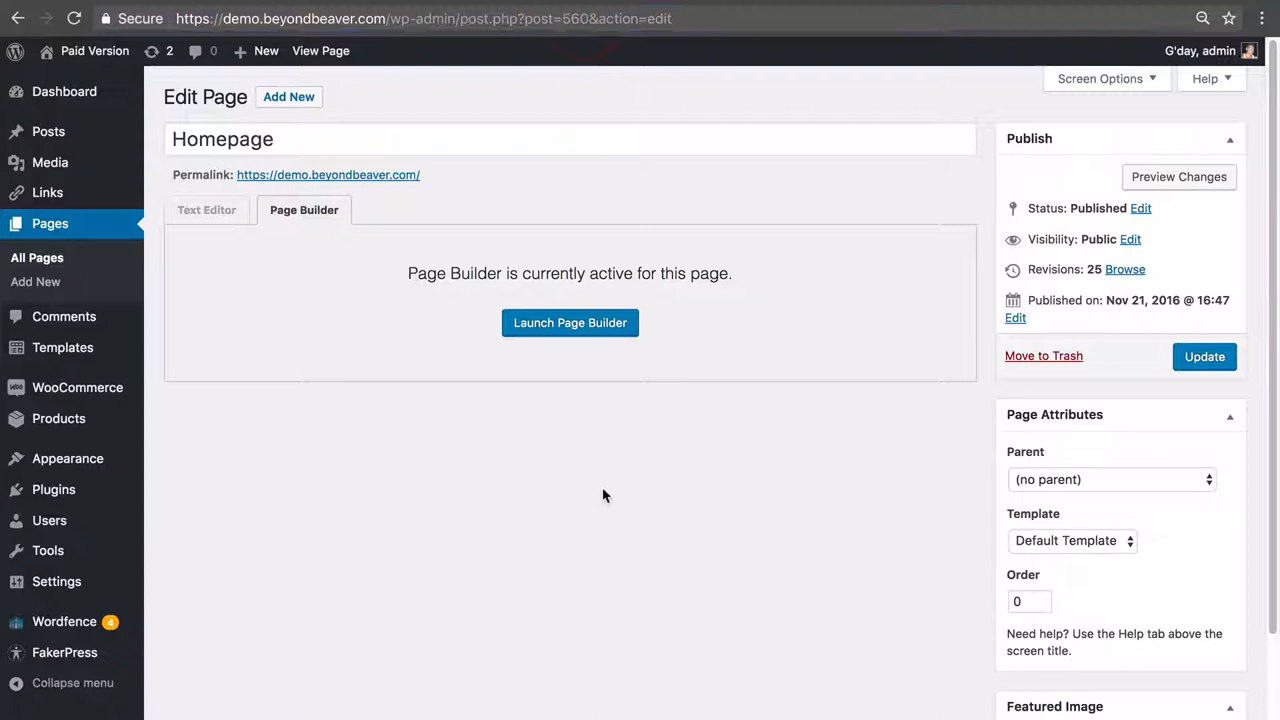 Secure https://demo.beyondbeaver.com/wp-admin/post.php?post=560&action=edit
Paid Version 2 0 New View Page G'day, admin
Screen Options Help
Dashboard
Posts
Media
Links
Pages
All Pages
Add New
Comments
Templates
WooCommerce
Products
Appearance
Plugins
Users
Tools
Settings
Wordfence 4
FakerPress
Collapse menu
Edit Page Add New
Homepage
Permalink: https://demo.beyondbeaver.com/
Text Editor Page Builder
Page Builder is currently active for this page.
Launch Page Builder
Publish
Preview Changes
Status: Published Edit
Visibility: Public Edit
Revisions: 25 Browse
Published on: Nov 21, 2016 @ 16:47
Edit
Move to Trash Update
Page Attributes
Parent
(no parent)
Template
Default Template
Order
0
Need help? Use the Help tab above the
screen title.
Featured Image